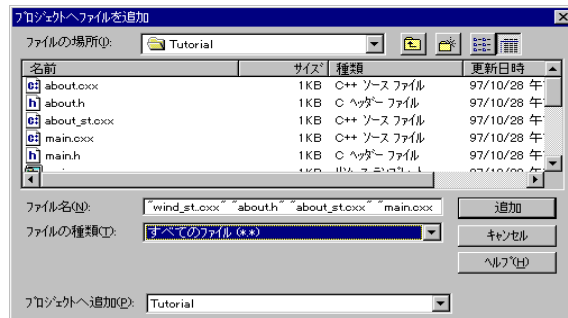 プロジェクトへファイルを追加
ファイルの場所(I): Tutorial
名前 サイズ 種類 更新日時
about.cxx 1KB C++ ソース ファイル 97/10/28 午
about.h 1KB C ヘッダー ファイル 97/10/28 午
about_st.cxx 1KB C++ ソース ファイル 97/10/28 午
main.cxx 1KB C++ ソース ファイル 97/10/28 午
main.h 1KB C ヘッダー ファイル 97/10/28 午
ファイル名(N): "wind_st.cxx" "about.h" "about_st.cxx" "main.cxx 追加
ファイルの種類(T): すべてのファイル (*.*) キャンセル
ヘルプ(H)
プロジェクトへ追加(P): Tutorial